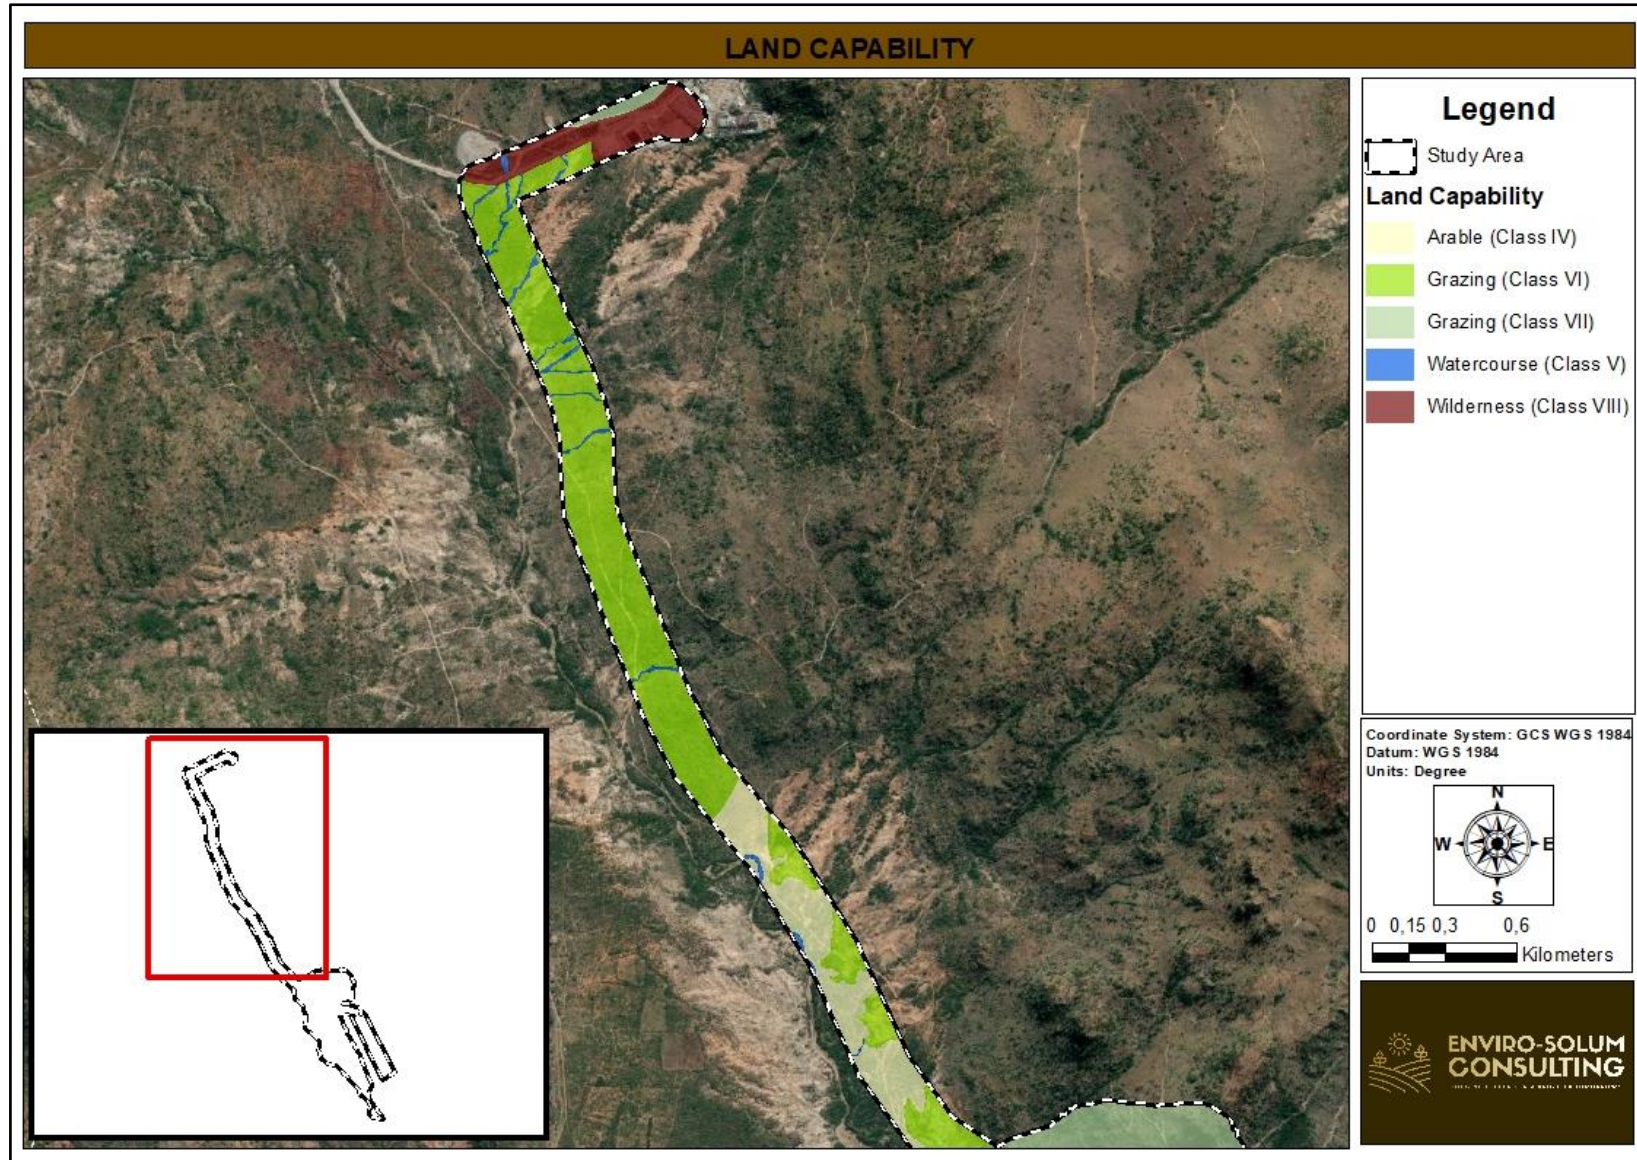 LAND CAPABILITY
Legend
Study Area
Land Capability
Arable (Class IV)
Grazing (Class VI)
Grazing (Class VII)
Watercourse (Class V)
Wilderness (Class VIII)
Coordinate System: GCS WGS 1984
Datum: WGS 1984
Units: Degree
N
W E
S
0 0,15 0,3 0,6
Kilometers
ENVIRO-SOLUM
CONSULTING